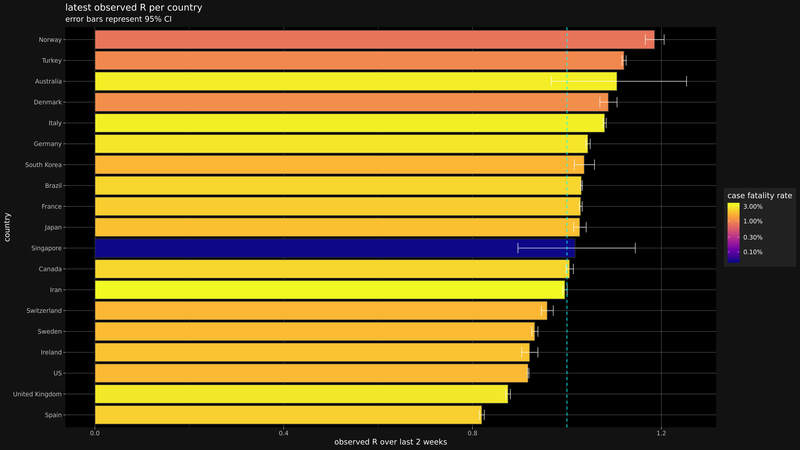 latest observed R per country
error bars represent 95% CI
country
Norway
Turkey
Australia
Denmark
Italy
Germany
South Korea
Brazil
France
Japan
Singapore
Canada
Iran
Switzerland
Sweden
Ireland
US
United Kingdom
Spain
0.0 0.4 0.8 1.2
observed R over last 2 weeks
case fatality rate
3.00%
1.00%
0.30%
0.10%